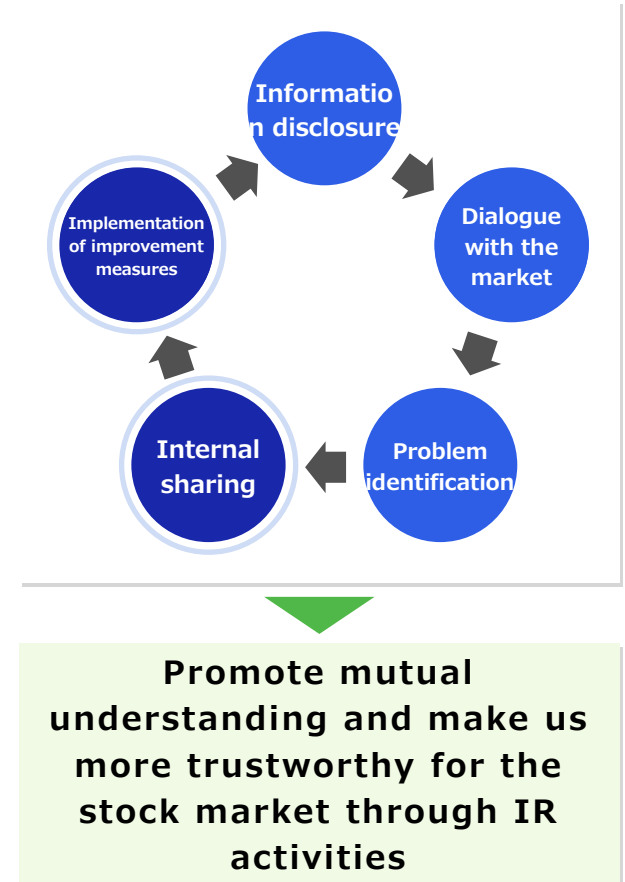 Informatio
n disclosure
Dialogue
with the
market
Problem
identification
Internal
sharing
Implementation
of improvement
measures
Promote mutual
understanding and make us
more trustworthy for the
stock market through IR
activities